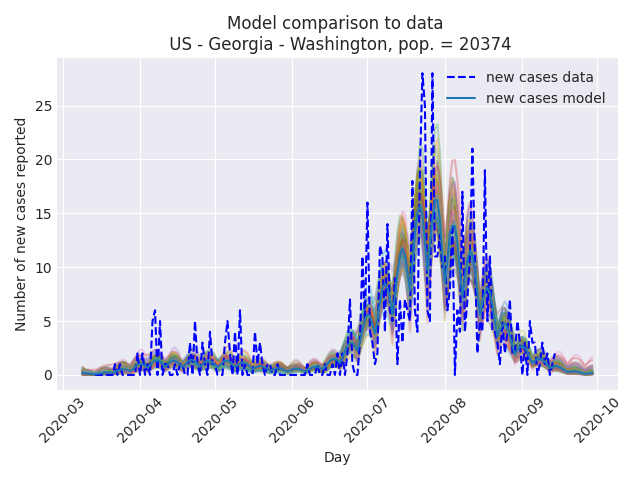 Model comparison to data
US - Georgia - Washington, pop. = 20374
new cases data
new cases model
Number of new cases reported
25
20
15
10
5
0
2020-03
2020-04
2020-05
2020-06
2020-07
2020-08
2020-09
2020-10
Day